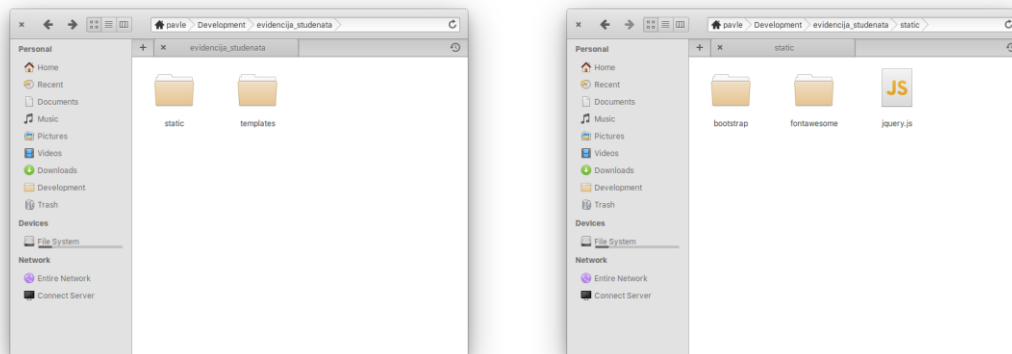 pavle Development evidencija_studenata
evidencija_studenata
Personal
Home
Recent
Documents
Music
Pictures
Videos
Downloads
Development
Trash
Devices
File System
Network
Entire Network
Connect Server
static
templates
pavle Development evidencija_studenata static
static
Personal
Home
Recent
Documents
Music
Pictures
Videos
Downloads
Development
Trash
Devices
File System
Network
Entire Network
Connect Server
JS
bootstrap
fontawesome
jquery.js